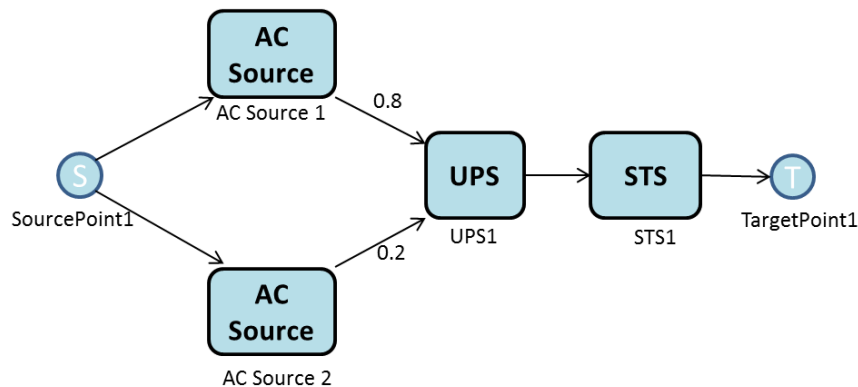 AC
Source
AC Source 1
0.8
S
SourcePoint1
UPS
UPS1
STS
STS1
T
TargetPoint1
0.2
AC
Source
AC Source 2